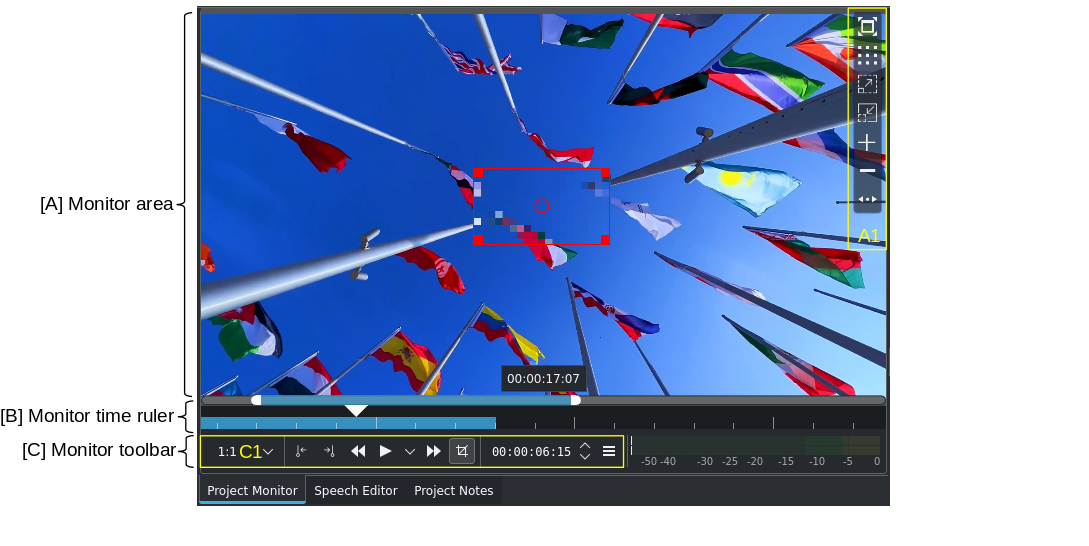 [A] Monitor area
A1
00:00:17:07
[B] Monitor time ruler
[C] Monitor toolbar
1:1 C1
00:00:06:15
-50 -40 -30 -25 -20 -15 -10 -5 0
Project Monitor Speech Editor Project Notes